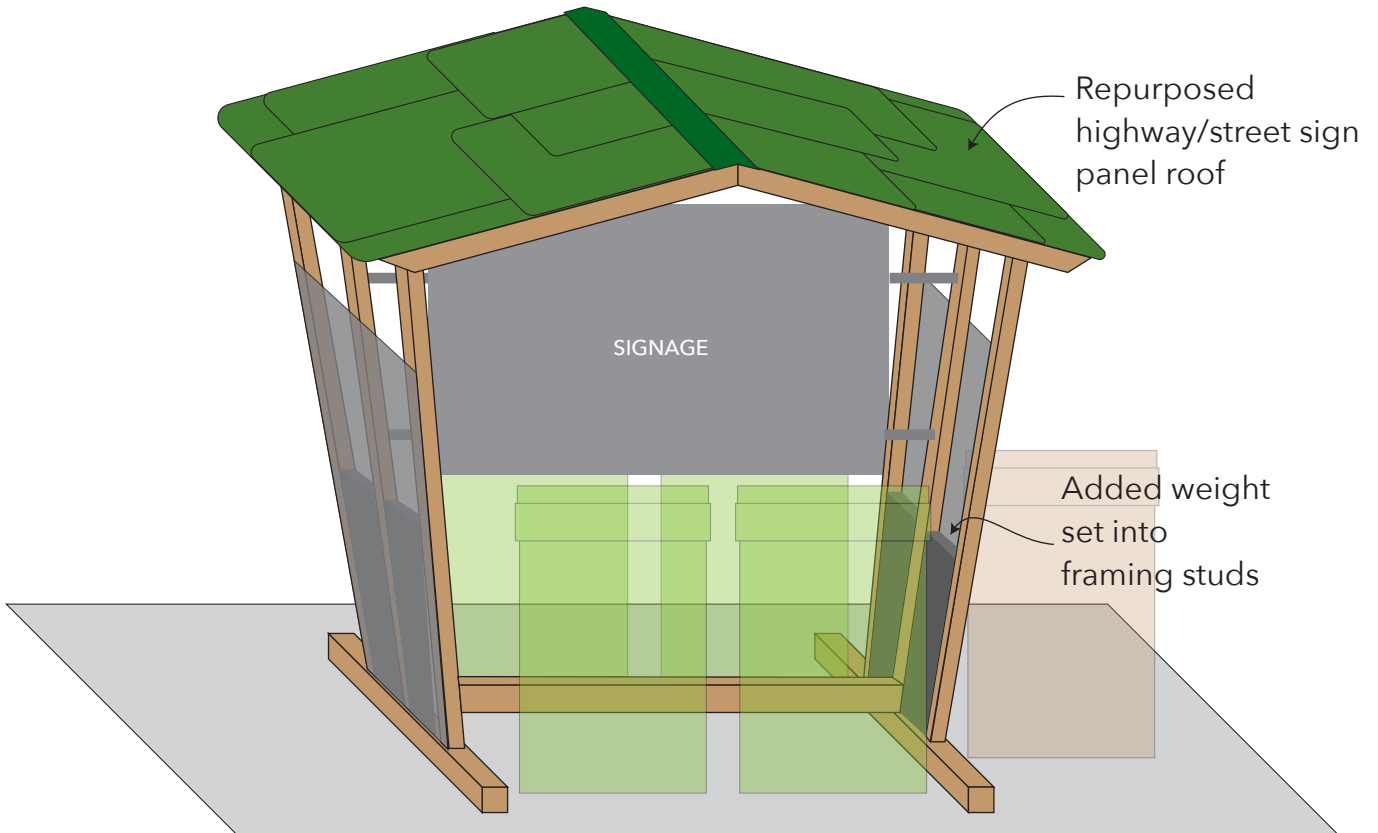 Repurposed
highway/street sign
panel roof
SIGNAGE
Added weight
set into
framing studs